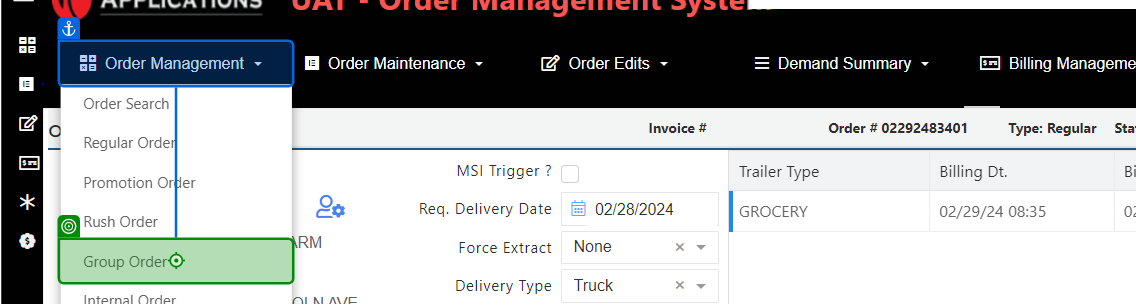 APPLICATIONS
UAT - Order Management System
Order Management
Order Maintenance
Order Edits
Demand Summary
Billing Manageme
Order Search
Regular Order
Promotion Order
Rush Order
Group Order
Internal Order
Invoice #
Order # 02292483401
Type: Regular
Sta
MSI Trigger ?
Req. Delivery Date
02/28/2024
Force Extract
None
Delivery Type
Truck
ARM
OLN AVE
Trailer Type
Billing Dt.
Bi
GROCERY
02/29/24 08:35
02